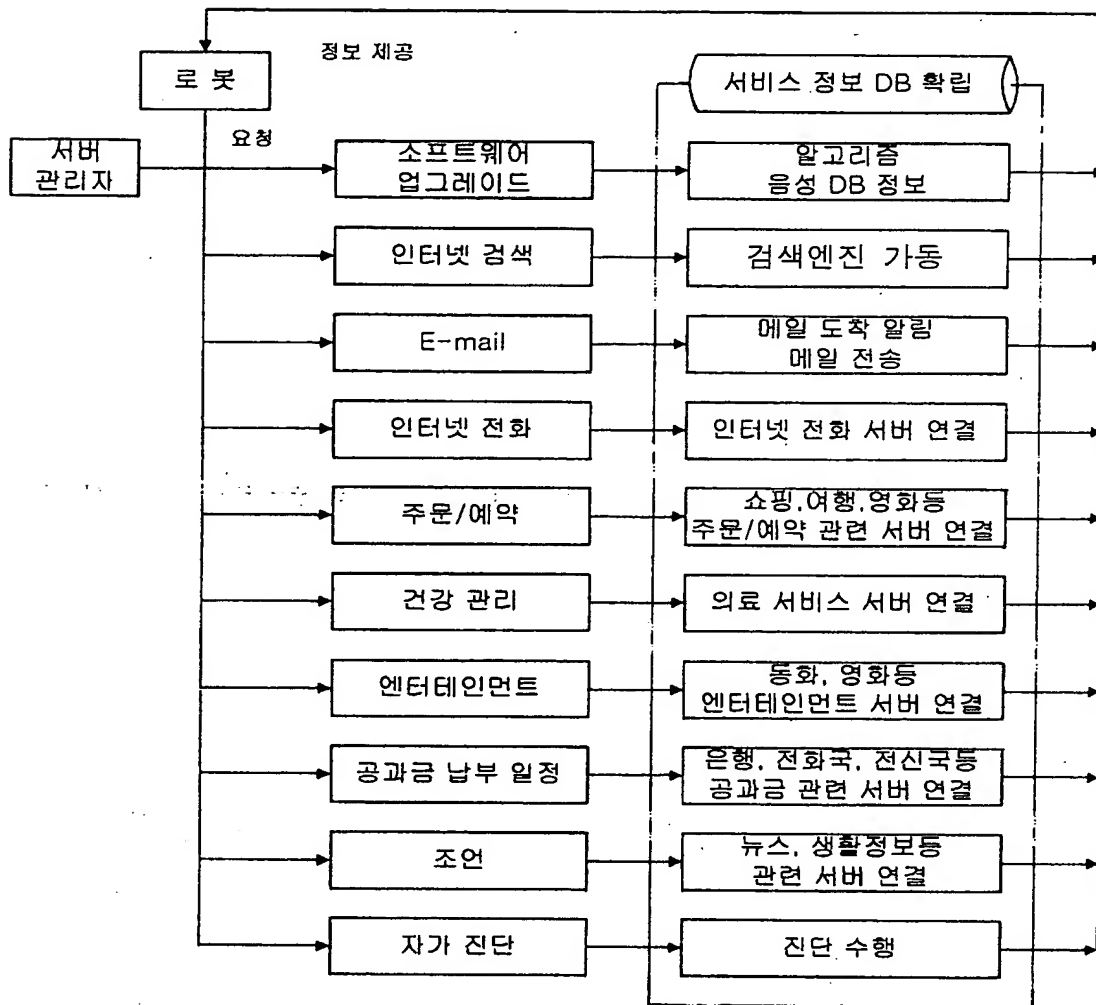 정보 제공
로 봇
서비스 정보 DB 확립
요청
서버
관리자
소프트웨어
업그레이드
알고리즘
음성 DB 정보
인터넷 검색
검색엔진 가동
E-mail
메일 도착 알림
메일 전송
인터넷 전화
인터넷 전화 서버 연결
주문/예약
쇼핑,여행,영화등
주문/예약 관련 서버 연결
건강 관리
의료 서비스 서버 연결
엔터테인먼트
동화, 영화등
엔터테인먼트 서버 연결
공과금 납부 일정
은행, 전화국, 전신국등
공과금 관련 서버 연결
조언
뉴스, 생활정보등
관련 서버 연결
자가 진단
진단 수행